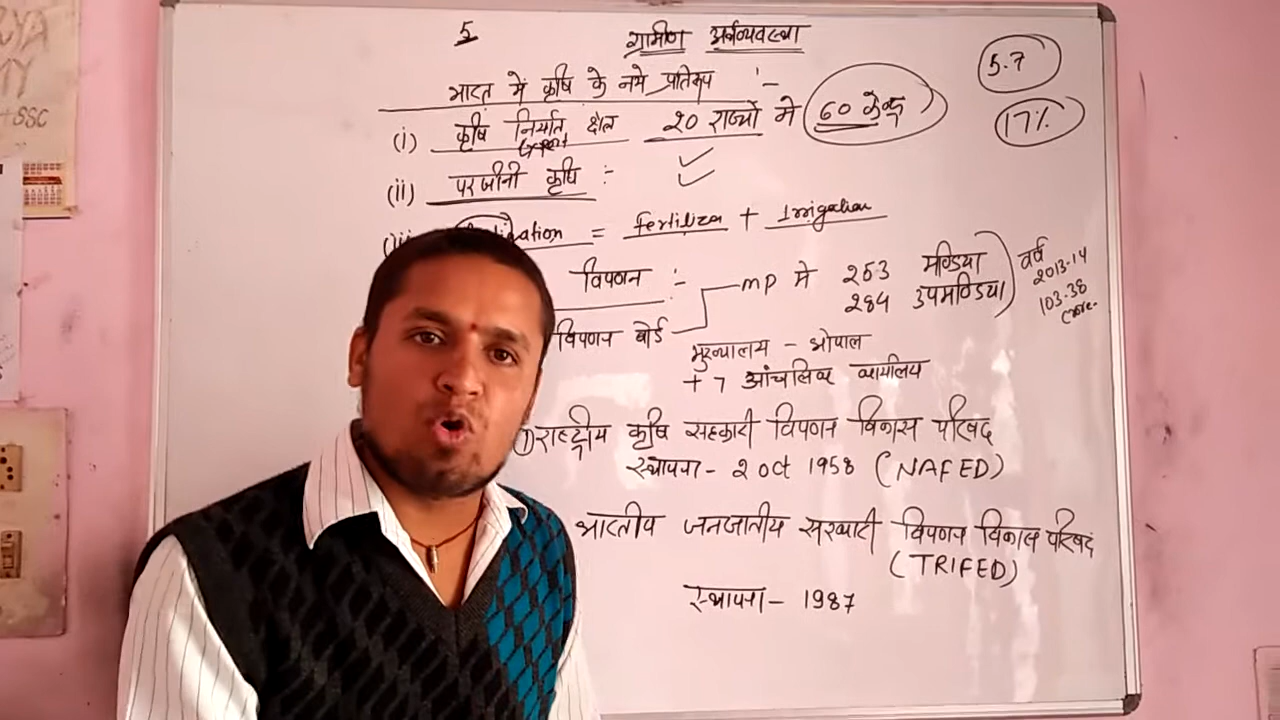 5
ग्रामीण अर्थव्यवस्था
5.7
17%
भारत में कृषि के नये प्रतिरूप :-
(i) कृषि निर्यात क्षेत्र 20 राज्यों मे 60 केन्द्र
(ii) परजीनी कृषि :-
= Fertilizer + Irrigation
विपणन :-
mp मे 253 मण्डिया
284 उपमण्डिया
वर्ष
2013-14
103.38
विपणन बोर्ड
मुख्यालय - भोपाल
+ 7 आंचलिक कार्यालय
राष्ट्रीय कृषि सहकारी विपणन विकास परिषद
स्थापना - 2 oct 1958 (NAFED)
भारतीय जनजातीय सहकारी विपणन विकास परिषद
(TRIFED)
स्थापना - 1987
SSC